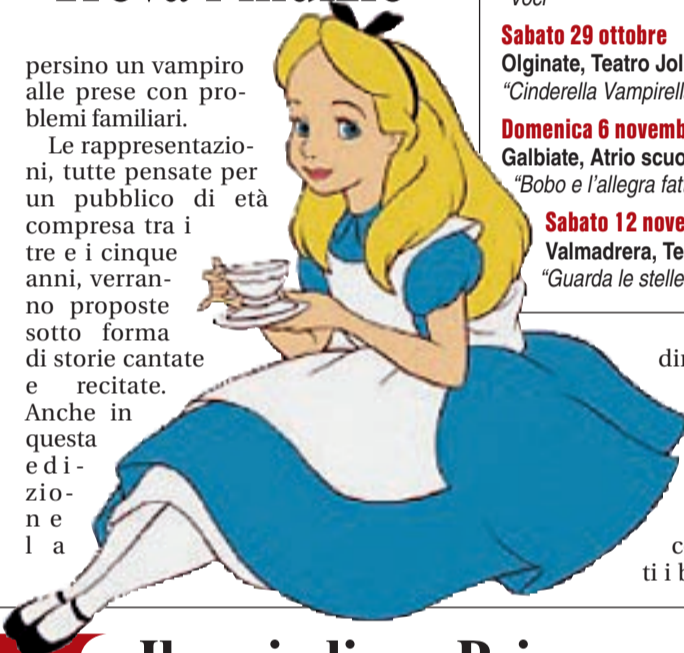 persino un vampiro
alle prese con pro-
blemi familiari.
Le rappresentazio-
ni, tutte pensate per
un pubblico di età
compresa tra i
tre e i cinque
anni, verran-
no proposte
sotto forma
di storie cantate
e recitate.
Anche in
questa
edi-
zio-
ne
la
Voci"
Sabato 29 ottobre
Olginate, Teatro
"Cinderella
Domenica 6
Galbiate, Atrio
"Bobo e l'allegra
Sabato 12
Valmadrera,
"Guarda le stelle
ti i